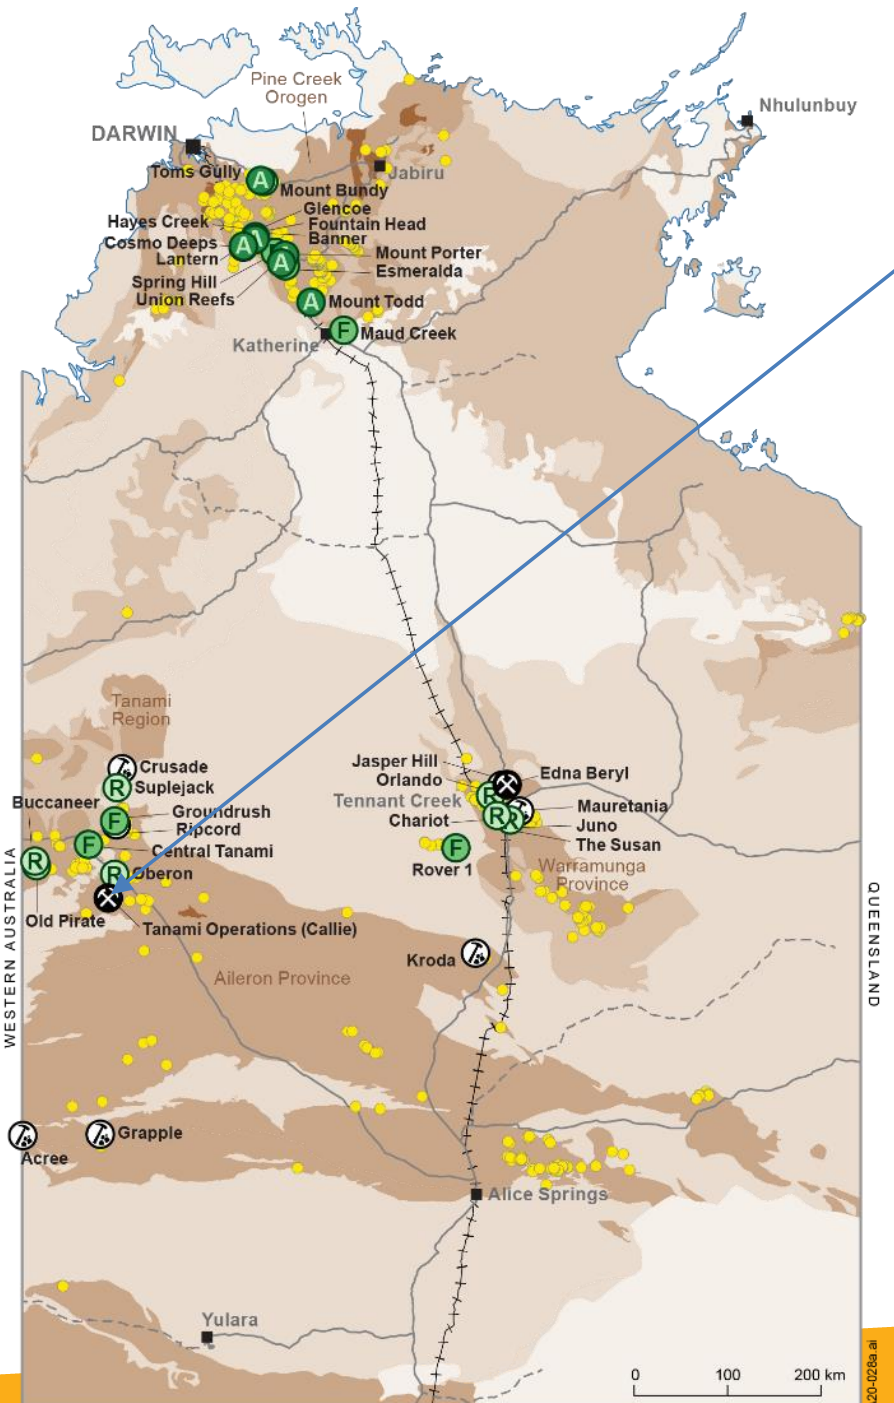 Pine Creek
Orogen
Nhulunbuy
DARWIN
Toms Gully
A
Jabiru
Mount Bundy
Glencoe
Hayes Creek
Fountain Head
Cosmo Deeps
A
Banner
Lantern
Mount Porter
A
Esmeralda
Spring Hill
Union Reefs
A
Mount Todd
F
Maud Creek
Katherine
Tanami
Region
Crusade
R
Suplejack
Buccaneer
Groundrush
F
Ripcord
F
Central Tanami
R
R
Oberon
Old Pirate
Tanami Operations (Callie)
Jasper Hill
Orlando
Edna Beryl
Tennant Creek
R
Mauretania
Chariot
R
R
Juno
The Susan
F
Rover 1
Warramunga
Province
WESTERN AUSTRALIA
QUEENSLAND
Kroda
Aileron Province
Acree
Grapple
Alice Springs
Yulara
0 100 200 km
A20-028a.ai